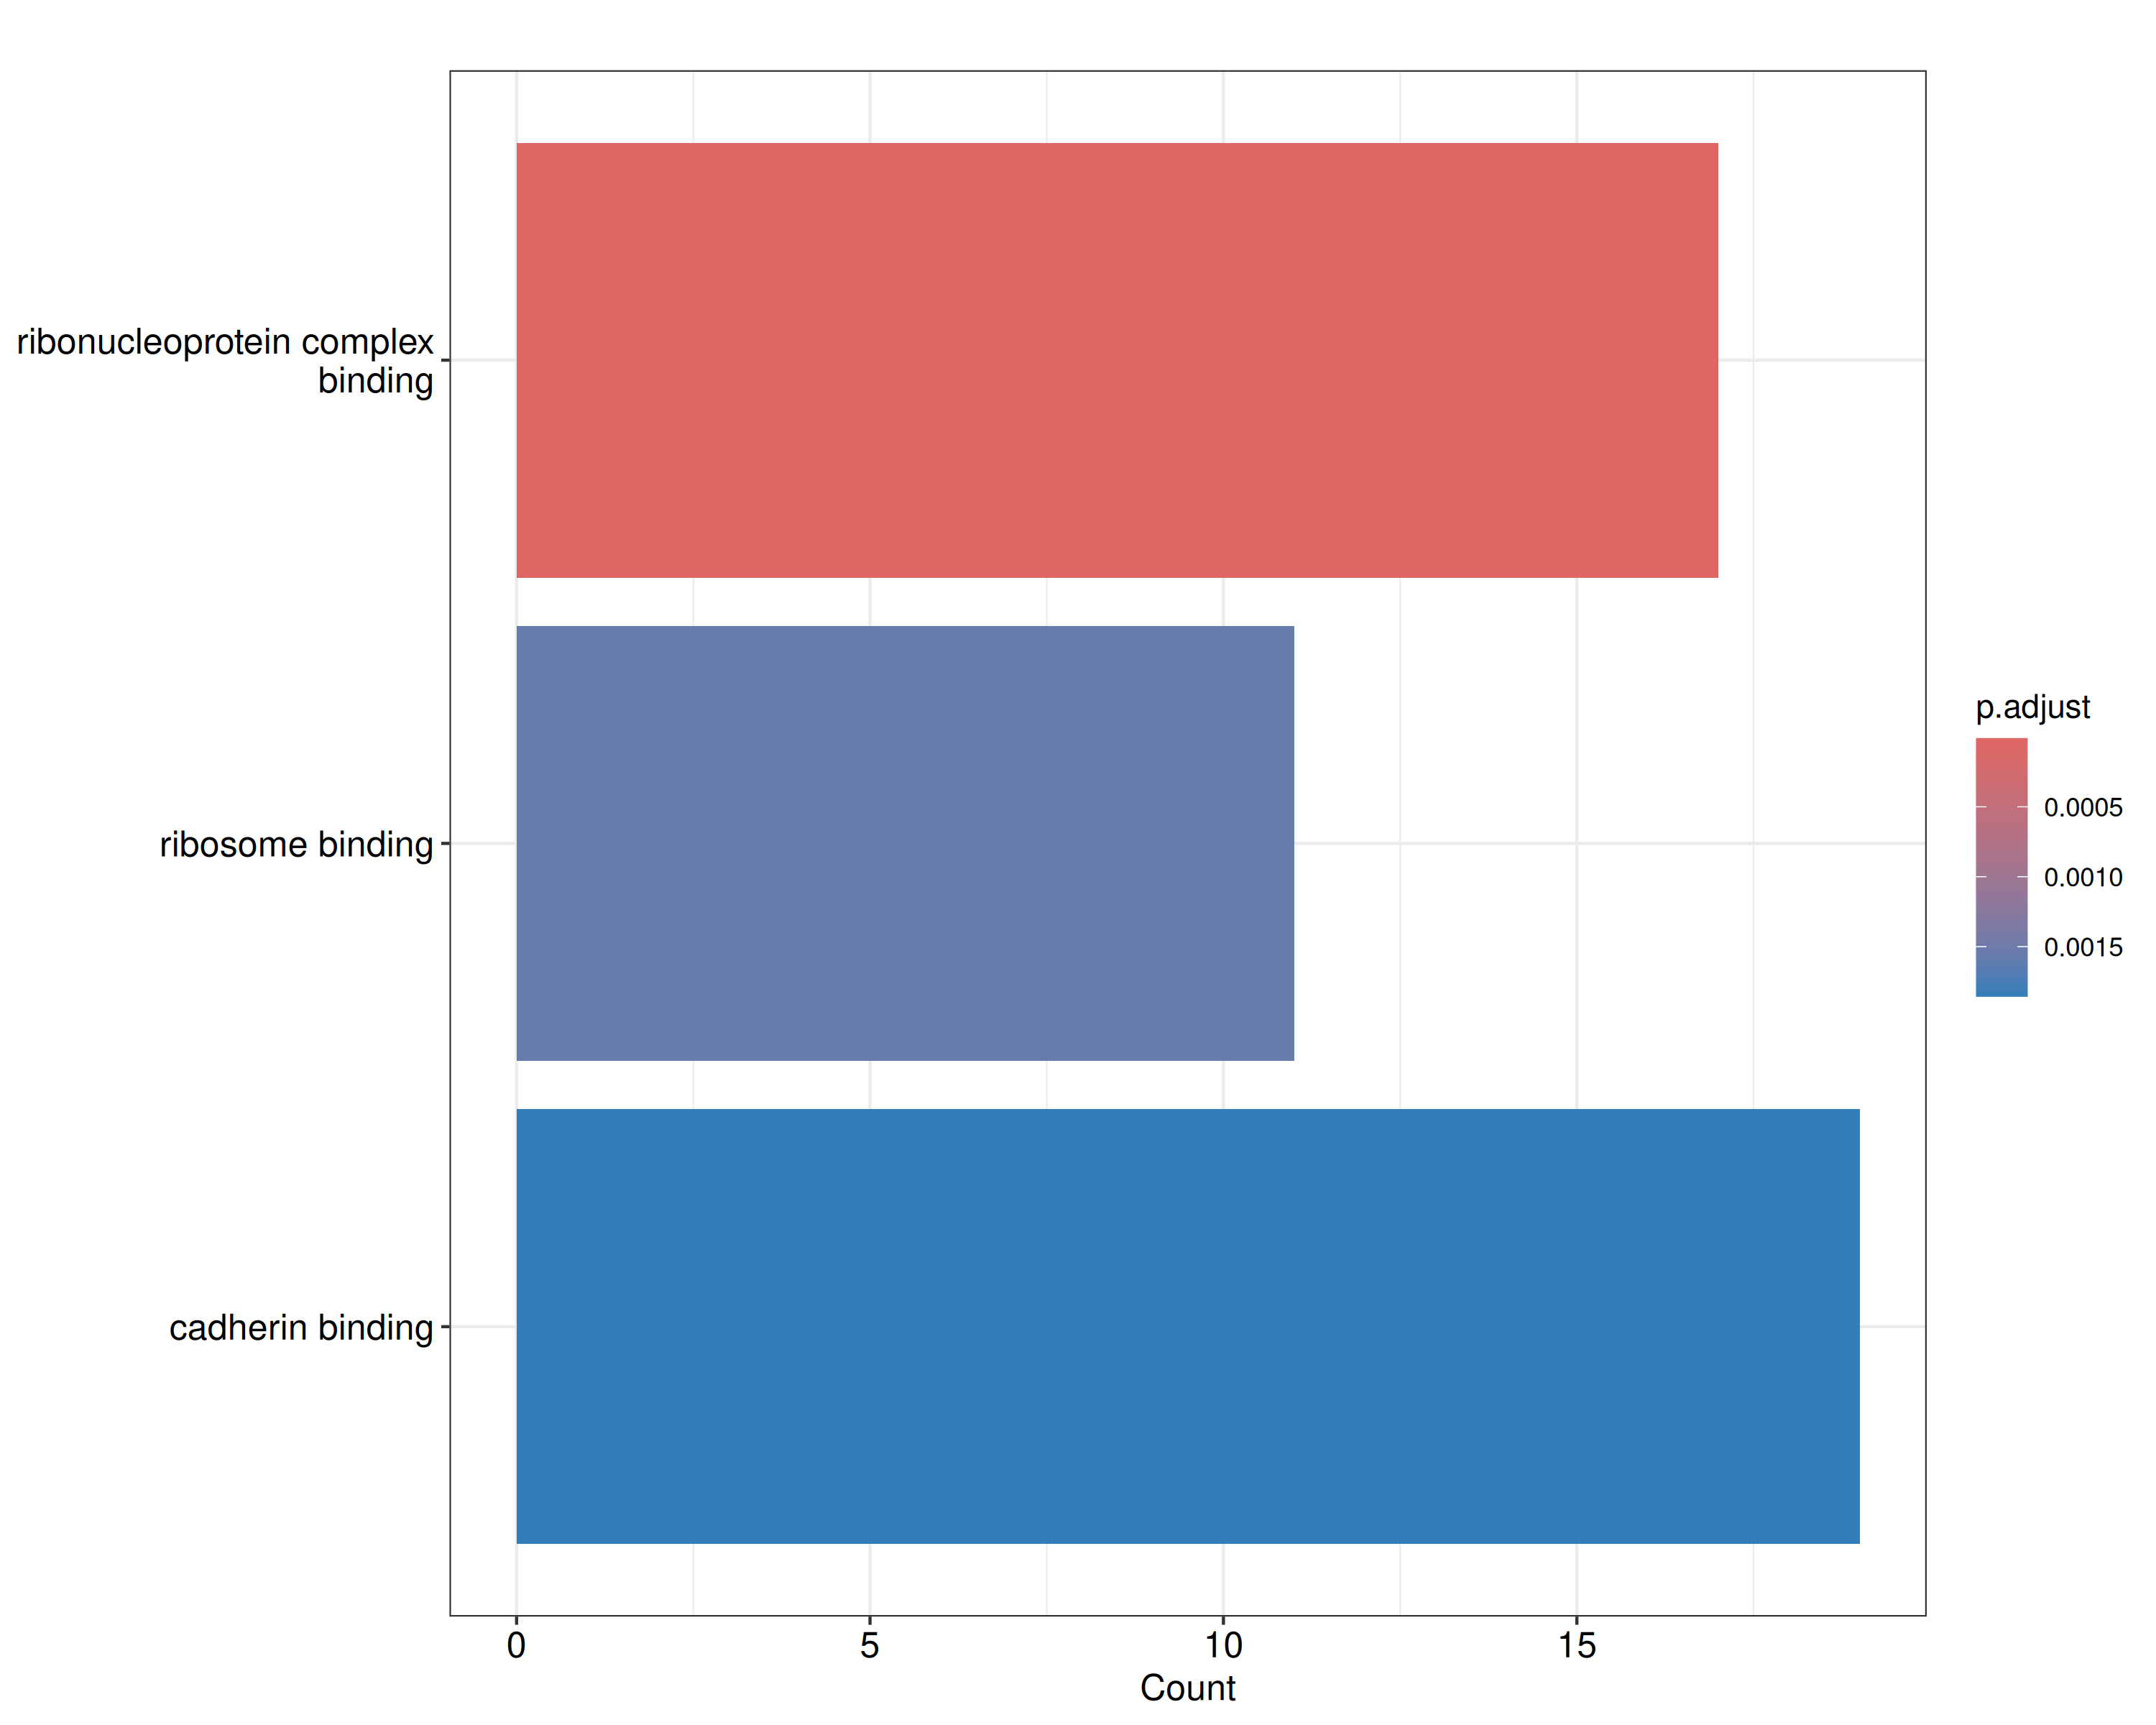 ribonucleoprotein complex
binding
ribosome binding
cadherin binding
0
5
10
15
Count
p.adjust
0.0005
0.0010
0.0015